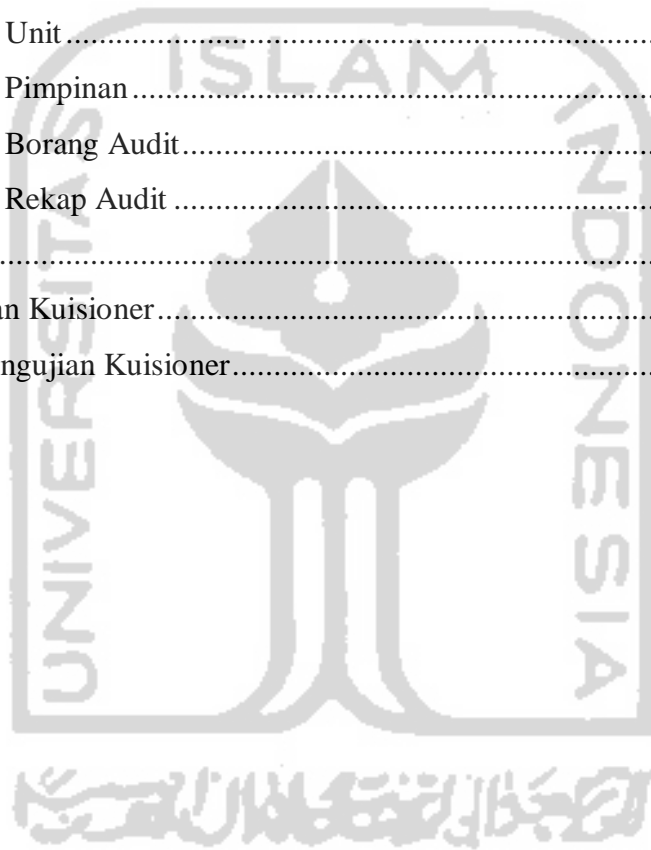 Unit..........................................................................
Pimpinan..................................................................
Borang Audit............................................................
Rekap Audit.............................................................
..................................................................................
an Kuisioner..............................................................
ngujian Kuisioner......................................................
UNIVERSITAS ISLAM INDONESIA